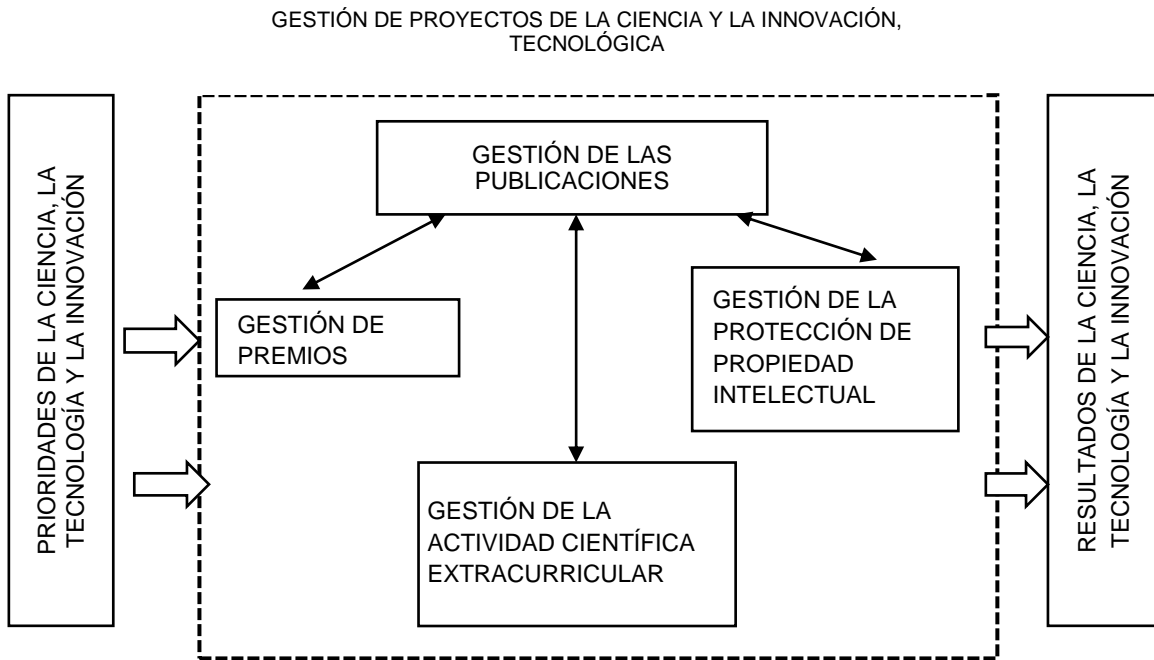 GESTIÓN DE PROYECTOS DE LA CIENCIA Y LA INNOVACIÓN,
TECNOLÓGICA
PRIORIDADES DE LA CIENCIA, LA
TECNOLOGÍA Y LA INNOVACIÓN
GESTIÓN DE LAS
PUBLICACIONES
GESTIÓN DE
PREMIOS
GESTIÓN DE LA
PROTECCIÓN DE
PROPIEDAD
INTELECTUAL
GESTIÓN DE LA
ACTIVIDAD CIENTÍFICA
EXTRACURRICULAR
RESULTADOS DE LA CIENCIA, LA
TECNOLOGÍA Y LA INNOVACIÓN